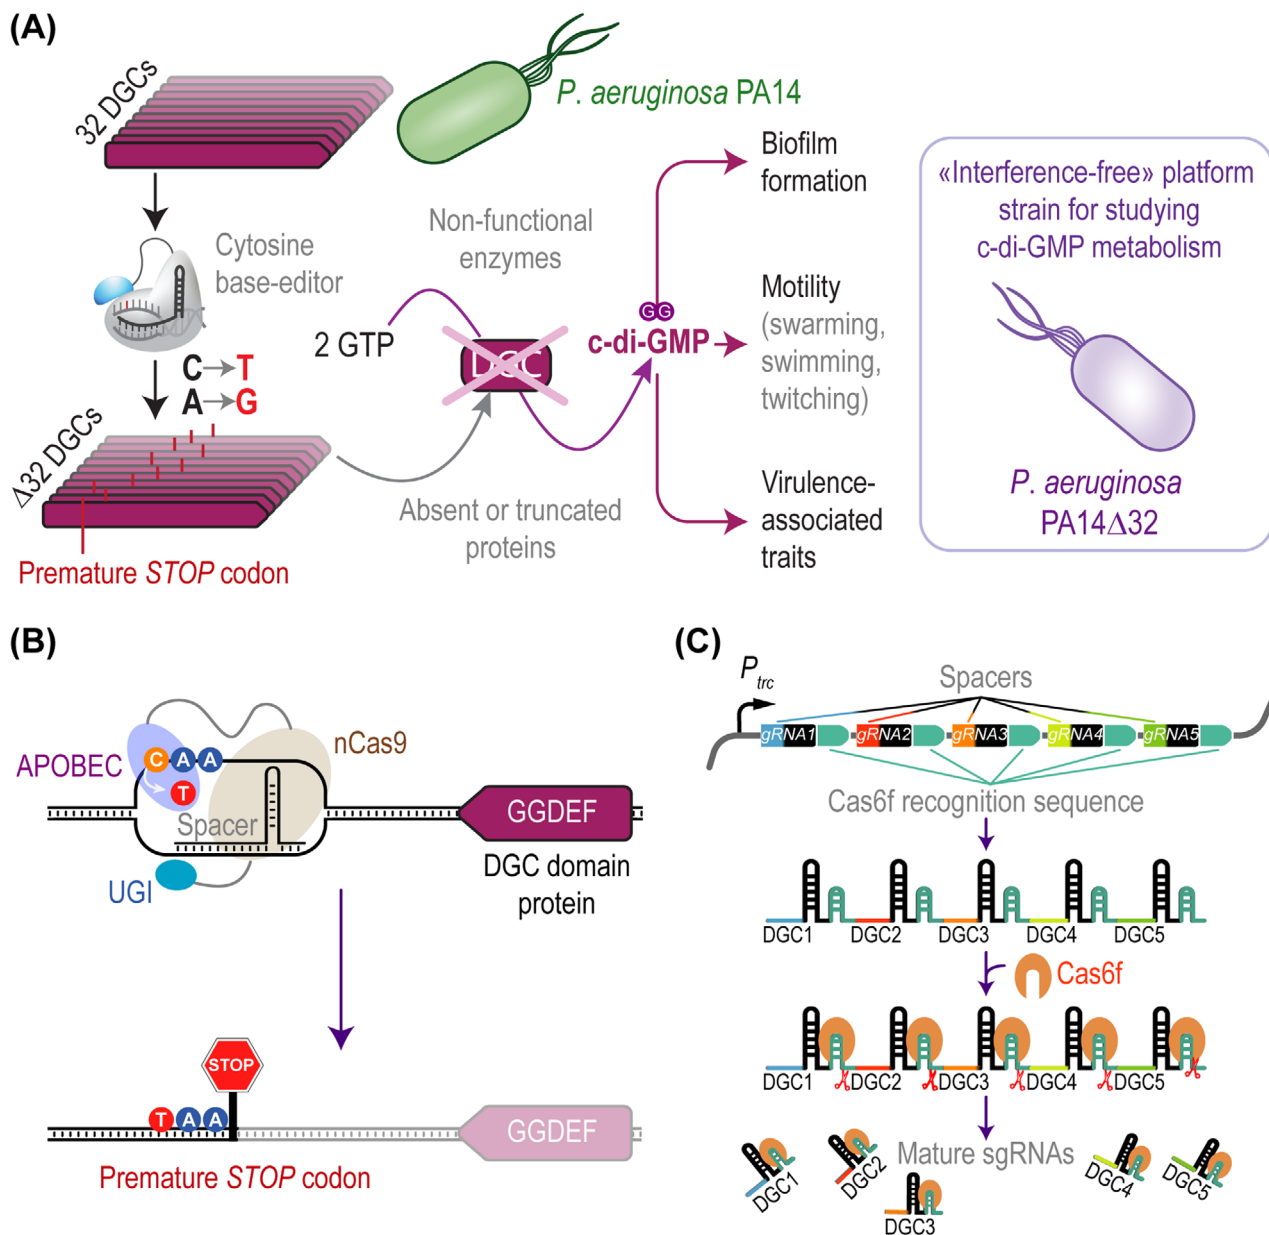 (A)
32 DGCs
P. aeruginosa PA14
Cytosine
base-editor
C → T
A → G
Δ32 DGCs
Premature STOP codon
Non-functional
enzymes
2 GTP
DGC
GG
c-di-GMP
Absent or truncated
proteins
Biofilm
formation
Motility
(swarming,
swimming,
twitching)
Virulence-
associated
traits
«Interference-free» platform
strain for studying
c-di-GMP metabolism
P. aeruginosa
PA14Δ32
(B)
APOBEC
C A A
T
nCas9
Spacer
UGI
GGDEF
DGC domain
protein
STOP
T A A
GGDEF
Premature STOP codon
(C)
Ptrc
Spacers
gRNA1 gRNA2 gRNA3 gRNA4 gRNA5
Cas6f recognition sequence
DGC1 DGC2 DGC3 DGC4 DGC5
Cas6f
DGC1 DGC2 DGC3 DGC4 DGC5
Mature sgRNAs
DGC1 DGC2 DGC3 DGC4 DGC5